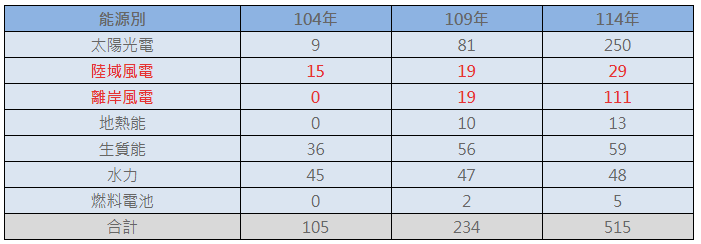 能源別 104年 109年 114年
太陽光電 9 81 250
陸域風電 15 19 29
離岸風電 0 19 111
地熱能 0 10 13
生質能 36 56 59
水力 45 47 48
燃料電池 0 2 5
合計 105 234 515